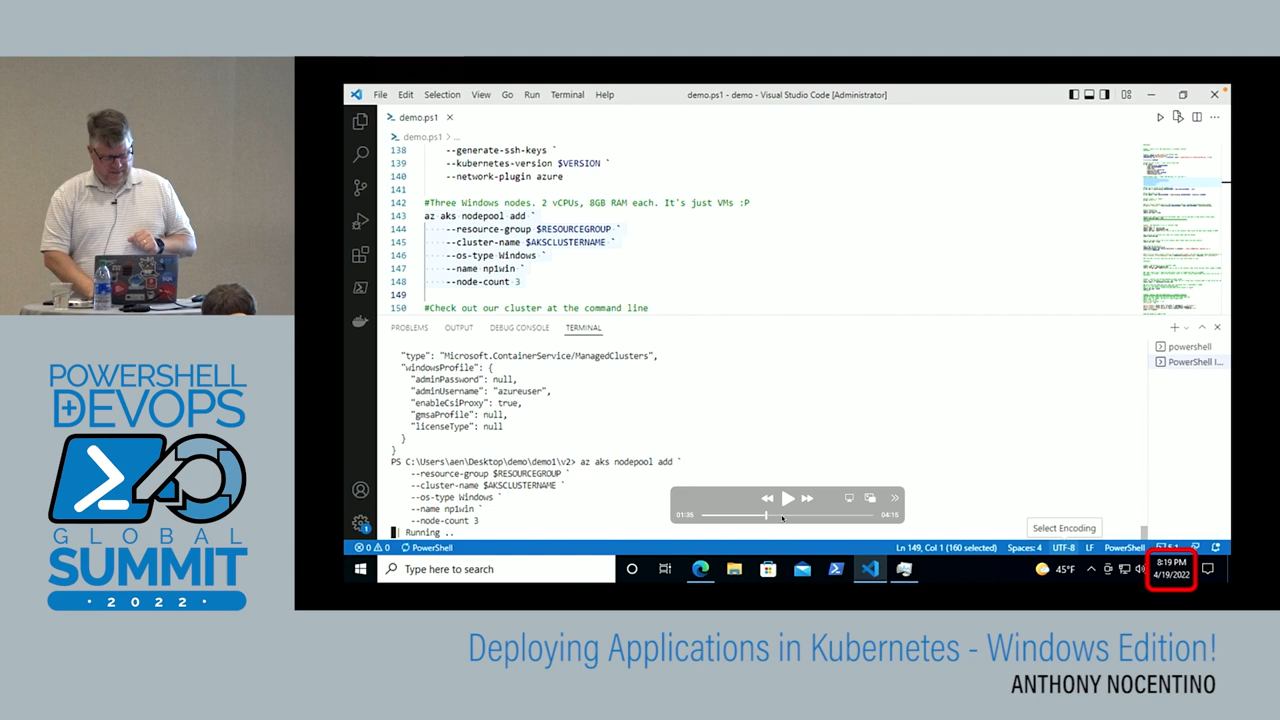 File Edit Selection View Go Run Terminal Help
demo.ps1 - demo - Visual Studio Code [Administrator]
demo.ps1
demo.ps1 > ...
138 --generate-ssh-keys `
139 --kubernetes-version $VERSION `
140 --network-plugin azure
141
142 #Three windows nodes. 2 vCPUs, 8GB RAM each. It's just VMs :P
143 az aks nodepool add `
144 --resource-group $RESOURCEGROUP `
145 --cluster-name $AKSCLUSTERNAME `
146 --os-type Windows `
147 --name np1win `
148 --node-count 3
149
150 #Check out our cluster at the command line
PROBLEMS OUTPUT DEBUG CONSOLE TERMINAL
powershell
PowerShell I...
"type": "Microsoft.ContainerService/ManagedClusters",
"windowsProfile": {
"adminPassword": null,
"adminUsername": "azureuser",
"enableCsiProxy": true,
"gmsaProfile": null,
"licenseType": null
}
}
PS C:\Users\aen\Desktop\demo\demo1\v2> az aks nodepool add `
--resource-group $RESOURCEGROUP `
--cluster-name $AKSCLUSTERNAME `
--os-type Windows `
--name np1win `
--node-count 3
| Running ..
01:35 04:15
Select Encoding
0 0 PowerShell
Ln 149, Col 1 (160 selected) Spaces: 4 UTF-8 LF PowerShell 5.1
Type here to search
45°F
8:19 PM
4/19/2022
POWERSHELL
+DEVOPS
GLOBAL
SUMMIT
· 2022 ·
Deploying Applications in Kubernetes - Windows Edition!
ANTHONY NOCENTINO